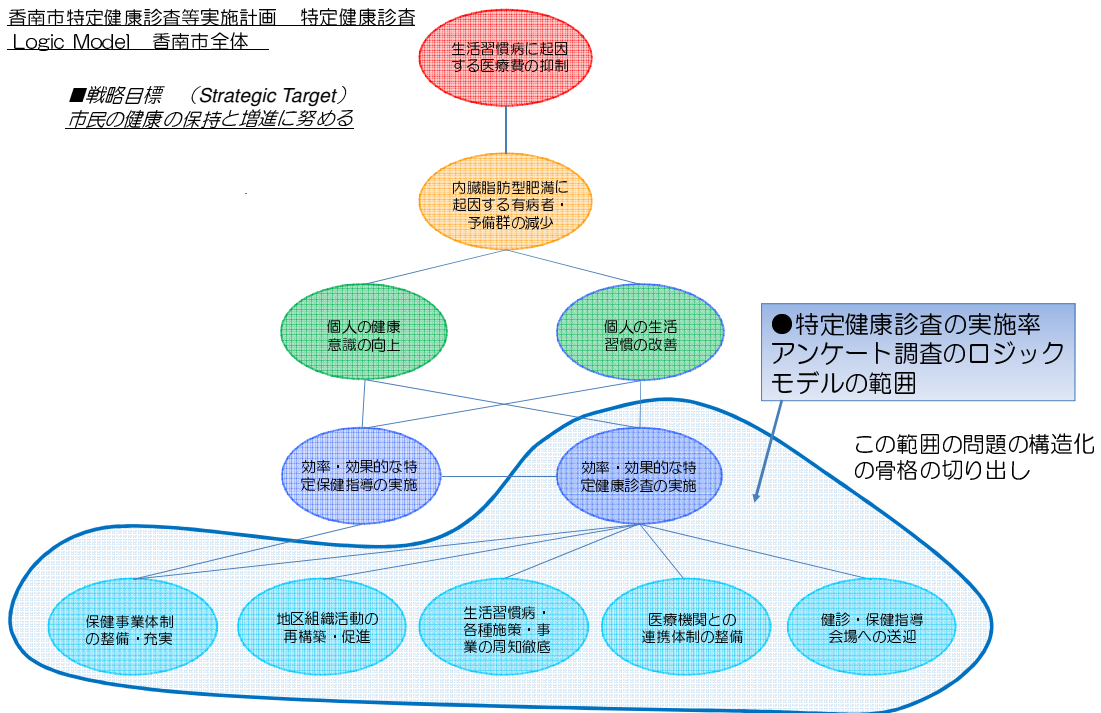 香南市特定健康診査等実施計画　特定健康診査
Logic Model　香南市全体
■戦略目標　（Strategic Target）
市民の健康の保持と増進に努める
生活習慣病に起因
する医療費の抑制
内臓脂肪型肥満に
起因する有病者・
予備群の減少
個人の健康
意識の向上
個人の生活
習慣の改善
●特定健康診査の実施率
アンケート調査のロジック
モデルの範囲
この範囲の問題の構造化
の骨格の切り出し
効率・効果的な特
定保健指導の実施
効率・効果的な特
定健康診査の実施
保健事業体制
の整備・充実
地区組織活動の
再構築・促進
生活習慣病・
各種施策・事
業の周知徹底
医療機関との
連携体制の整備
健診・保健指導
会場への送迎